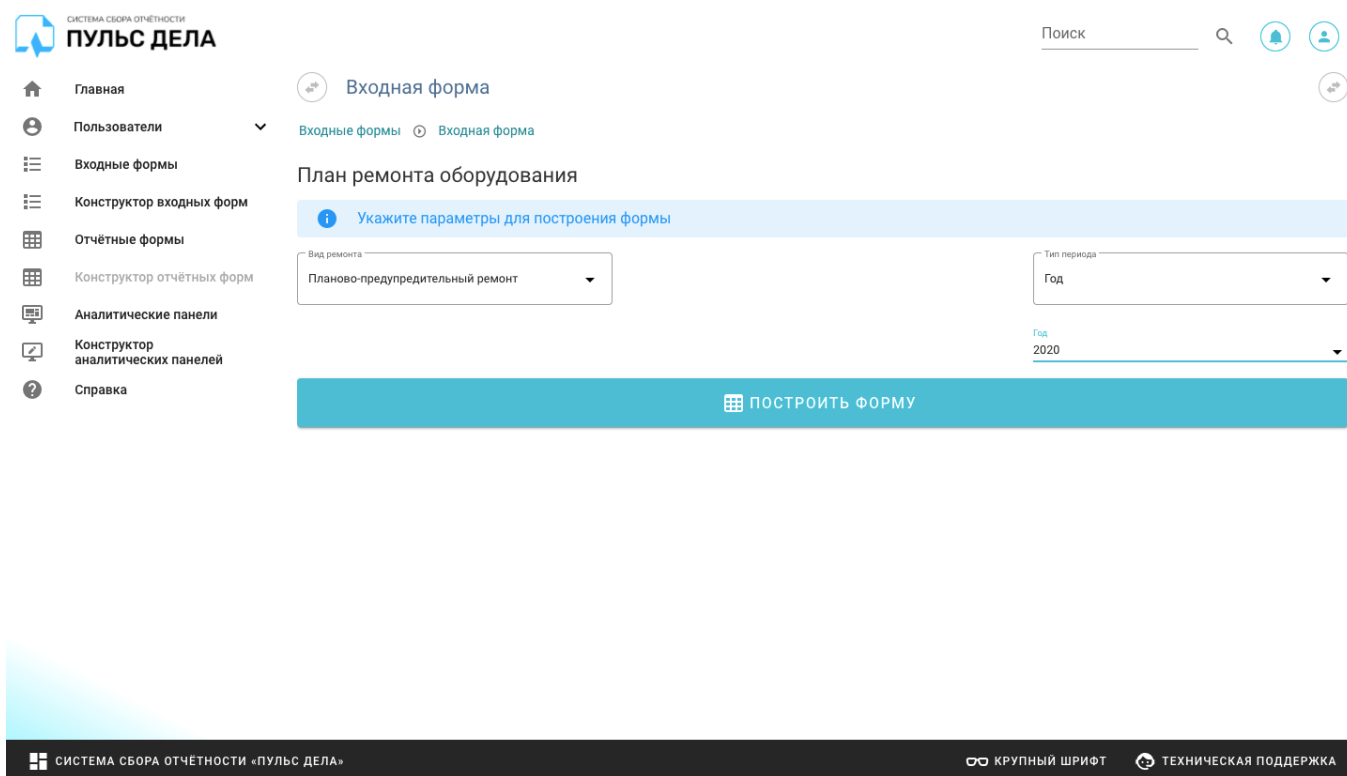 СИСТЕМА СБОРА ОТЧЁТНОСТИ
ПУЛЬС ДЕЛА
Поиск
Главная
Пользователи
Входные формы
Конструктор входных форм
Отчётные формы
Конструктор отчётных форм
Аналитические панели
Конструктор
аналитических панелей
Справка
Входная форма
Входные формы Входная форма
План ремонта оборудования
Укажите параметры для построения формы
Вид ремонта
Планово-предупредительный ремонт
Тип периода
Год
Год
2020
ПОСТРОИТЬ ФОРМУ
СИСТЕМА СБОРА ОТЧЁТНОСТИ «ПУЛЬС ДЕЛА»
КРУПНЫЙ ШРИФТ
ТЕХНИЧЕСКАЯ ПОДДЕРЖКА